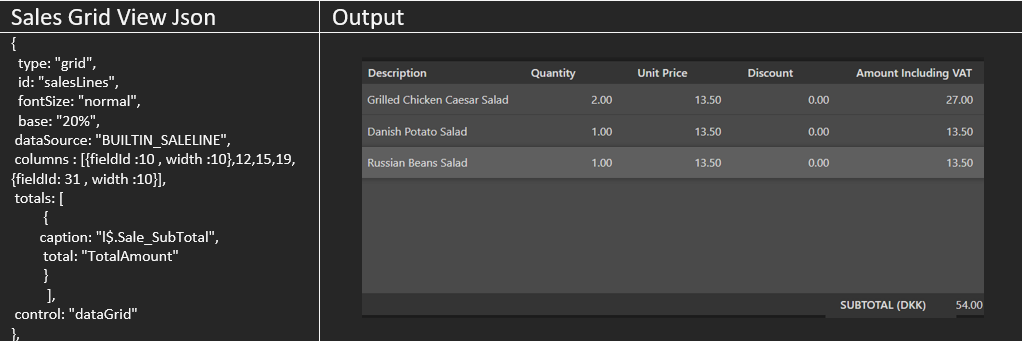 Sales Grid View Json
Output
{
type: "grid",
id: "salesLines",
fontSize: "normal",
base: "20%",
dataSource: "BUILTIN_SALELINE",
columns : [{fieldId :10 , width :10},12,15,19,
{fieldId: 31 , width :10}],
totals: [
{
caption: "l$.Sale_SubTotal",
total: "TotalAmount"
}
],
control: "dataGrid"
},
Description Quantity Unit Price Discount Amount Including VAT
Grilled Chicken Caesar Salad 2.00 13.50 0.00 27.00
Danish Potato Salad 1.00 13.50 0.00 13.50
Russian Beans Salad 1.00 13.50 0.00 13.50
SUBTOTAL (DKK) 54.00